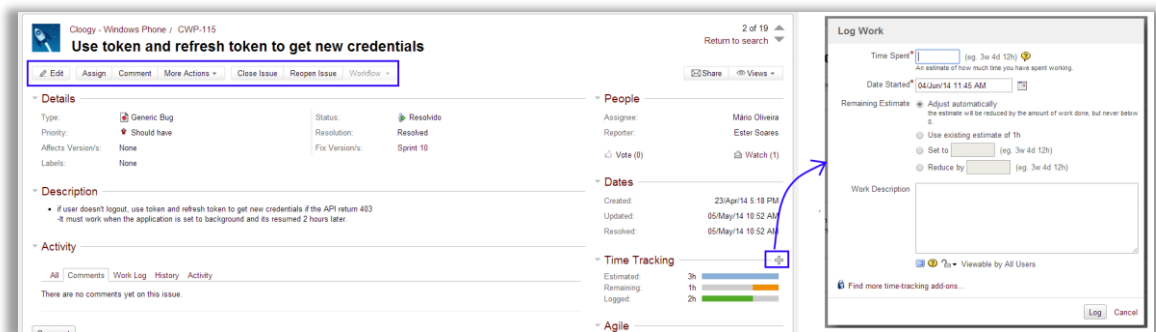 Cloogy - Windows Phone / CWP-115
Use token and refresh token to get new credentials
2 of 19
Return to search
Edit Assign Comment More Actions Close Issue Reopen Issue Workflow
Share Views
Details
Type: Generic Bug Status: Resolvido
Priority: Should have Resolution: Resolved
Affects Version/s: None Fix Version/s: Sprint 10
Labels: None
Description
• if user doesn't logout, use token and refresh token to get new credentials if the API return 403
-It must work when the application is set to background and its resumed 2 hours later.
Activity
All Comments Work Log History Activity
There are no comments yet on this issue.
People
Assignee: Mário Oliveira
Reporter: Ester Soares
Vote (0) Watch (1)
Dates
Created: 23/Apr/14 5:18 PM
Updated: 05/May/14 10:52 AM
Resolved: 05/May/14 10:52 AM
Time Tracking
Estimated: 3h
Remaining: 1h
Logged: 2h
Agile
Log Work
Time Spent* (eg. 3w 4d 12h)
An estimate of how much time you have spent working.
Date Started* 04/Jun/14 11:45 AM
Remaining Estimate Adjust automatically
the estimate will be reduced by the amount of work done, but never below
0.
Use existing estimate of 1h
Set to (eg. 3w 4d 12h)
Reduce by (eg. 3w 4d 12h)
Work Description
Viewable by All Users
Find more time-tracking add-ons...
Log Cancel